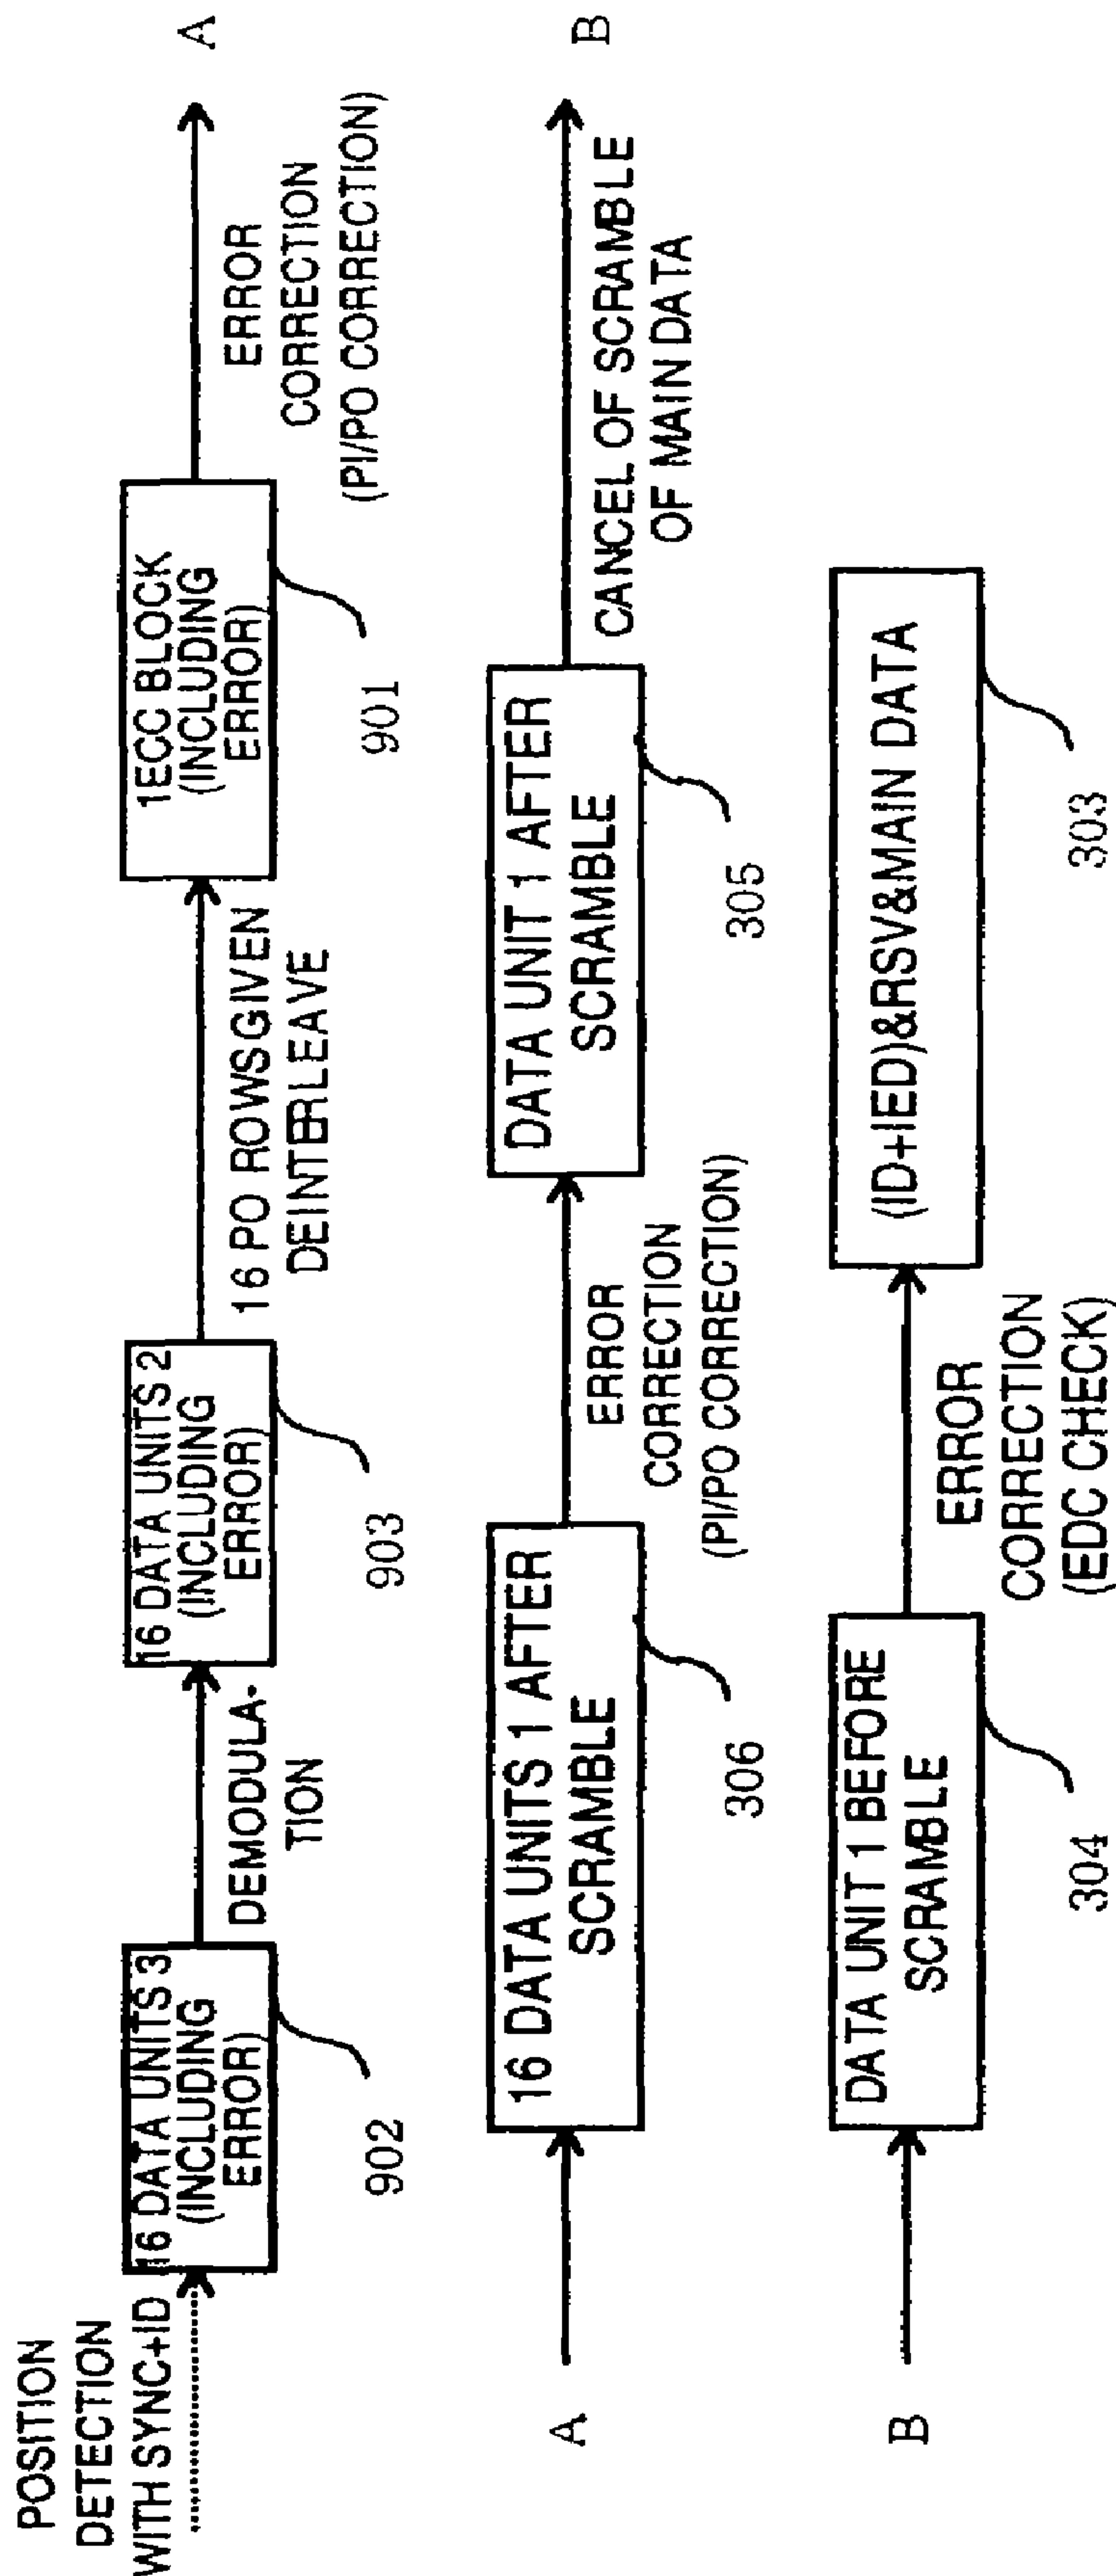 POSITION
DETECTION
WITH SYNC+ID
16 DATA UNITS 3
(INCLUDING
ERROR)
902
DEMODULA-
TION
16 DATA UNITS 2
(INCLUDING
ERROR)
903
16 PO ROWSGIVEN
DEINTERLEAVE
1ECC BLOCK
(INCLUDING
ERROR)
901
ERROR
CORRECTION
(PI/PO CORRECTION)
A
A
16 DATA UNITS 1 AFTER
SCRAMBLE
306
ERROR
CORRECTION
(PI/PO CORRECTION)
DATA UNIT 1 AFTER
SCRAMBLE
305
CANCEL OF SCRAMBLE
OF MAIN DATA
B
B
DATA UNIT 1 BEFORE
SCRAMBLE
304
ERROR
CORRECTION
(EDC CHECK)
(ID+IED)&RSV&MAIN DATA
303